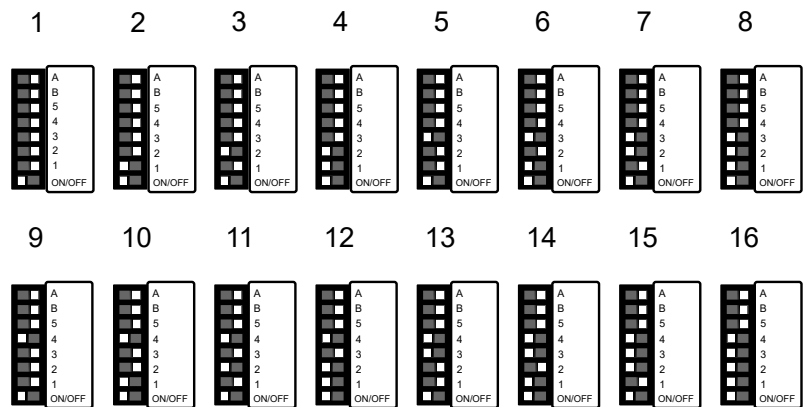 1 2 3 4 5 6 7 8
A A A A A A A A
B B B B B B B B
5 5 5 5 5 5 5 5
4 4 4 4 4 4 4 4
3 3 3 3 3 3 3 3
2 2 2 2 2 2 2 2
1 1 1 1 1 1 1 1
ON/OFF ON/OFF ON/OFF ON/OFF ON/OFF ON/OFF ON/OFF ON/OFF
9 10 11 12 13 14 15 16
A A A A A A A A
B B B B B B B B
5 5 5 5 5 5 5 5
4 4 4 4 4 4 4 4
3 3 3 3 3 3 3 3
2 2 2 2 2 2 2 2
1 1 1 1 1 1 1 1
ON/OFF ON/OFF ON/OFF ON/OFF ON/OFF ON/OFF ON/OFF ON/OFF